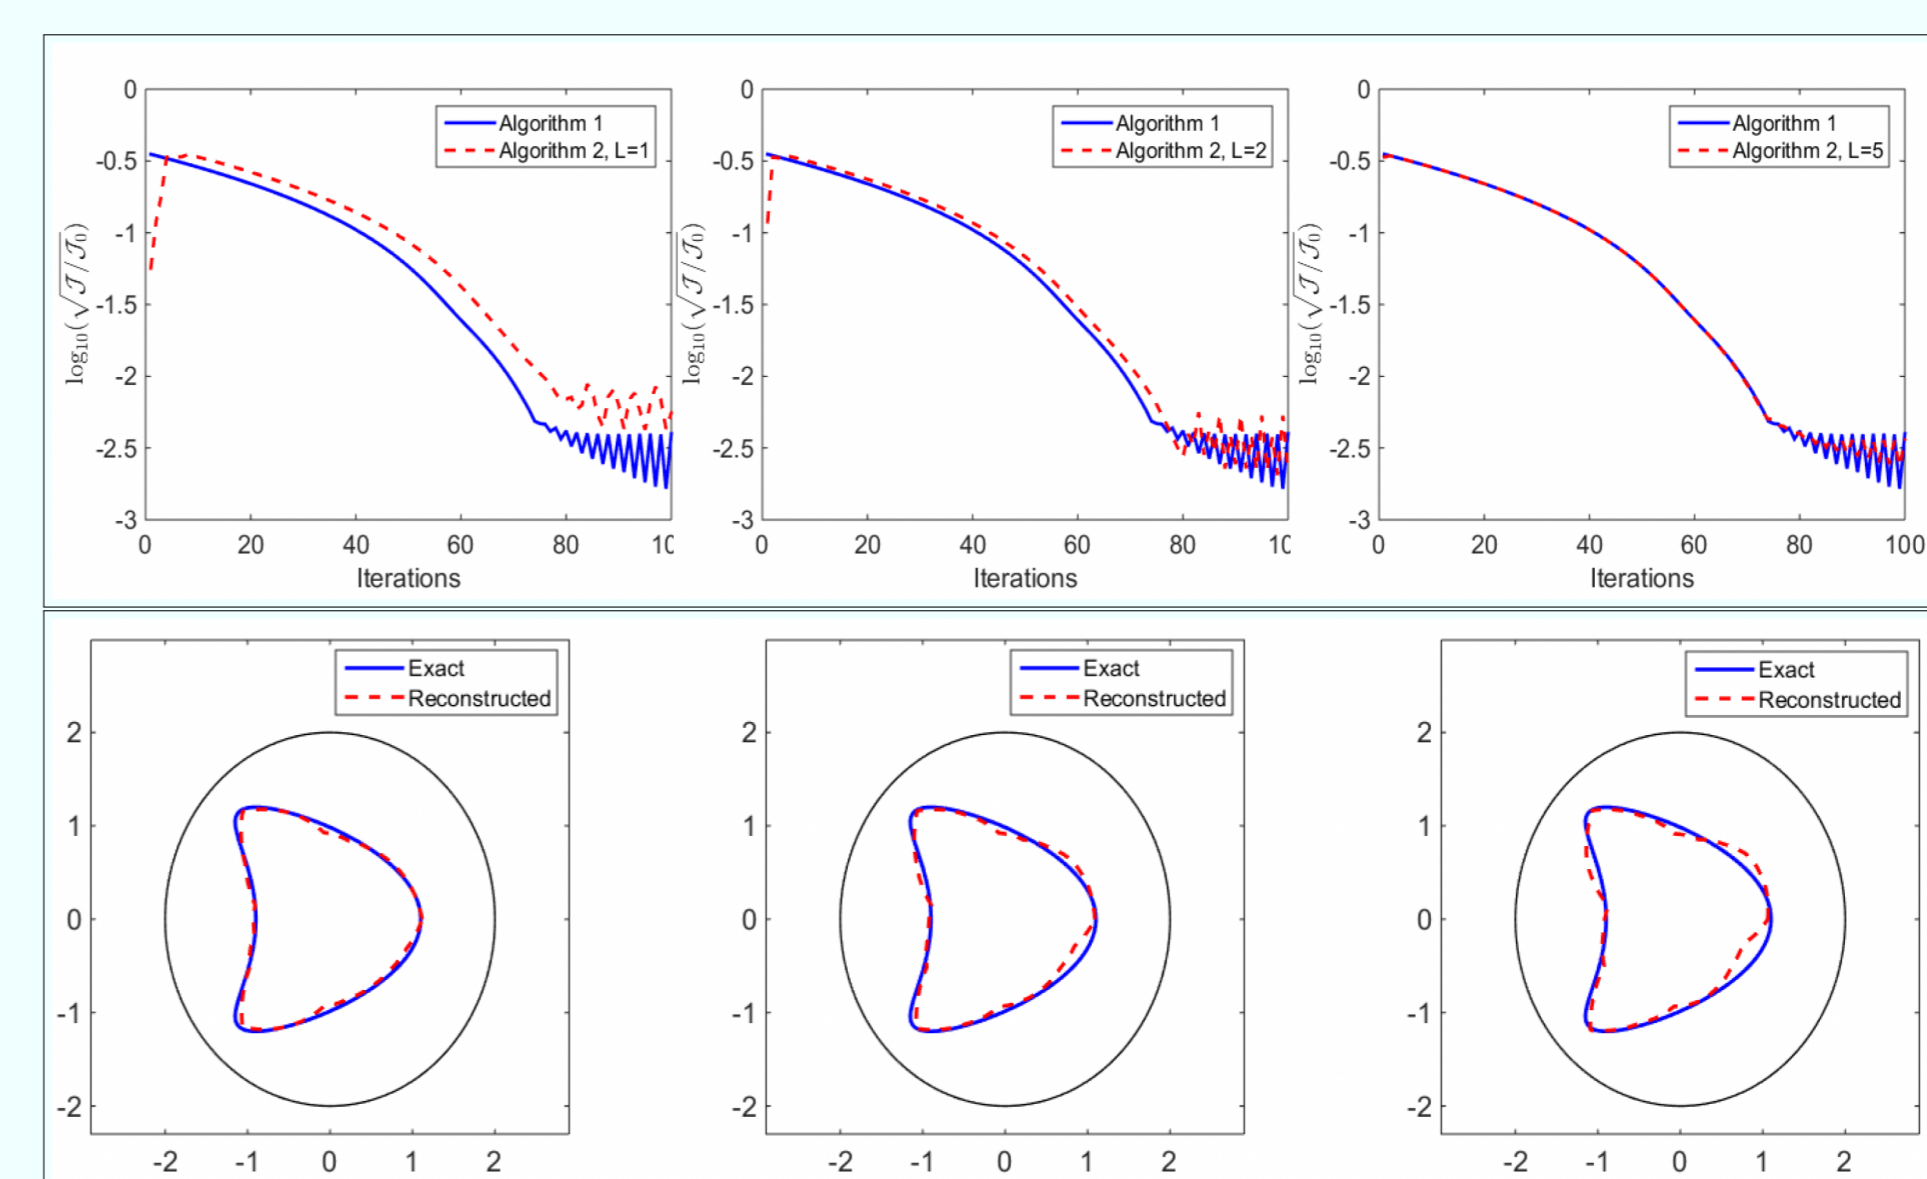 0
-0.5
-1
-1.5
-2
-2.5
-3
log₁₀(√𝒥/𝒥₀)
Algorithm 1
Algorithm 2, L=1
0 20 40 60 80 10
Iterations
0
-0.5
-1
-1.5
-2
-2.5
-3
log₁₀(√𝒥/𝒥₀)
Algorithm 1
Algorithm 2, L=2
0 20 40 60 80 10
Iterations
0
-0.5
-1
-1.5
-2
-2.5
-3
log₁₀(√𝒥/𝒥₀)
Algorithm 1
Algorithm 2, L=5
0 20 40 60 80 100
Iterations
Exact
Reconstructed
2
1
0
-1
-2
-2 -1 0 1 2
Exact
Reconstructed
2
1
0
-1
-2
-2 -1 0 1 2
Exact
Reconstructed
2
1
0
-1
-2
-2 -1 0 1 2